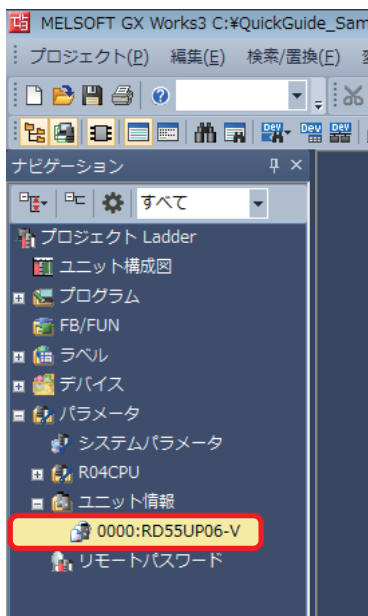 MELSOFT GX Works3 C:¥QuickGuide_Sam
プロジェクト(P) 編集(E) 検索/置換(F)
ナビゲーション
すべて
プロジェクト Ladder
ユニット構成図
プログラム
FB/FUN
ラベル
デバイス
パラメータ
システムパラメータ
R04CPU
ユニット情報
0000:RD55UP06-V
リモートパスワード